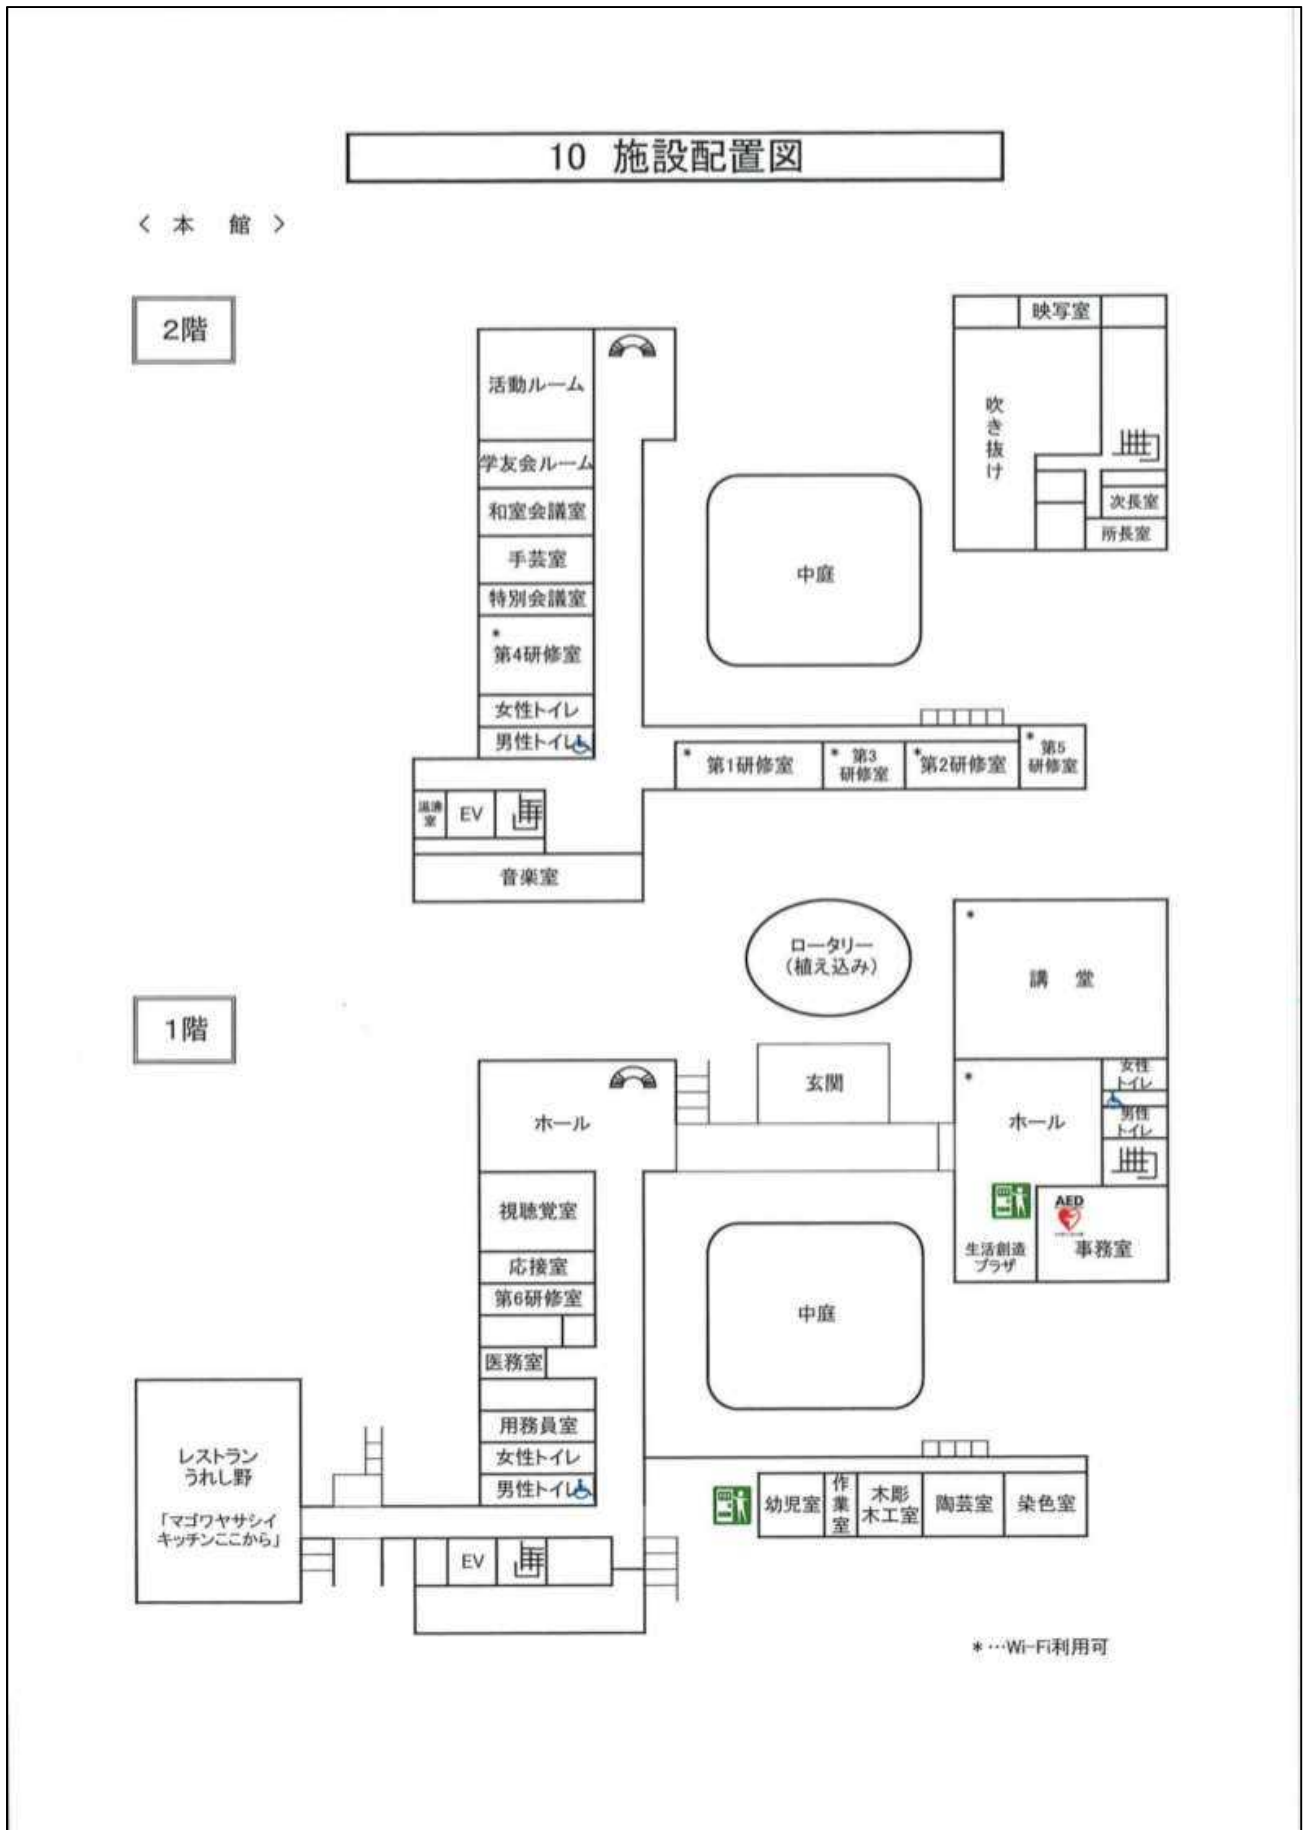 10 施設配置図
< 本 館 >
2階
映写室
活動ルーム
吹き抜け
学友会ルーム
和室会議室
次長室
所長室
手芸室
中庭
特別会議室
*
第4研修室
女性トイレ
男性トイレ
* 第1研修室
* 第3
研修室
* 第2研修室
* 第5
研修室
湯沸
室
EV
音楽室
ロータリー
(植え込み)
*
講 堂
1階
玄関
女性
トイレ
*
ホール
ホール
男性
トイレ
視聴覚室
AED
生活創造
プラザ
事務室
応接室
第6研修室
中庭
医務室
用務員室
女性トイレ
男性トイレ
レストラン
うれし野
「マゴワヤサシイ
キッチンここから」
幼児室
作業室
木彫
木工室
陶芸室
染色室
EV
* …Wi-Fi利用可